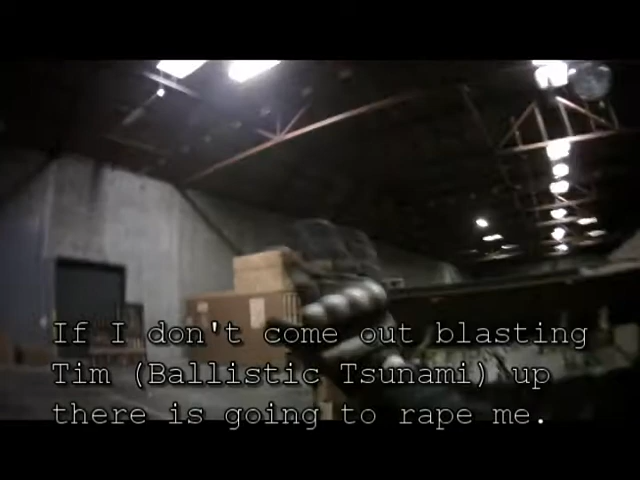 If I don't come out blasting
Tim (Ballistic Tsunami) up
there is going to rape me.